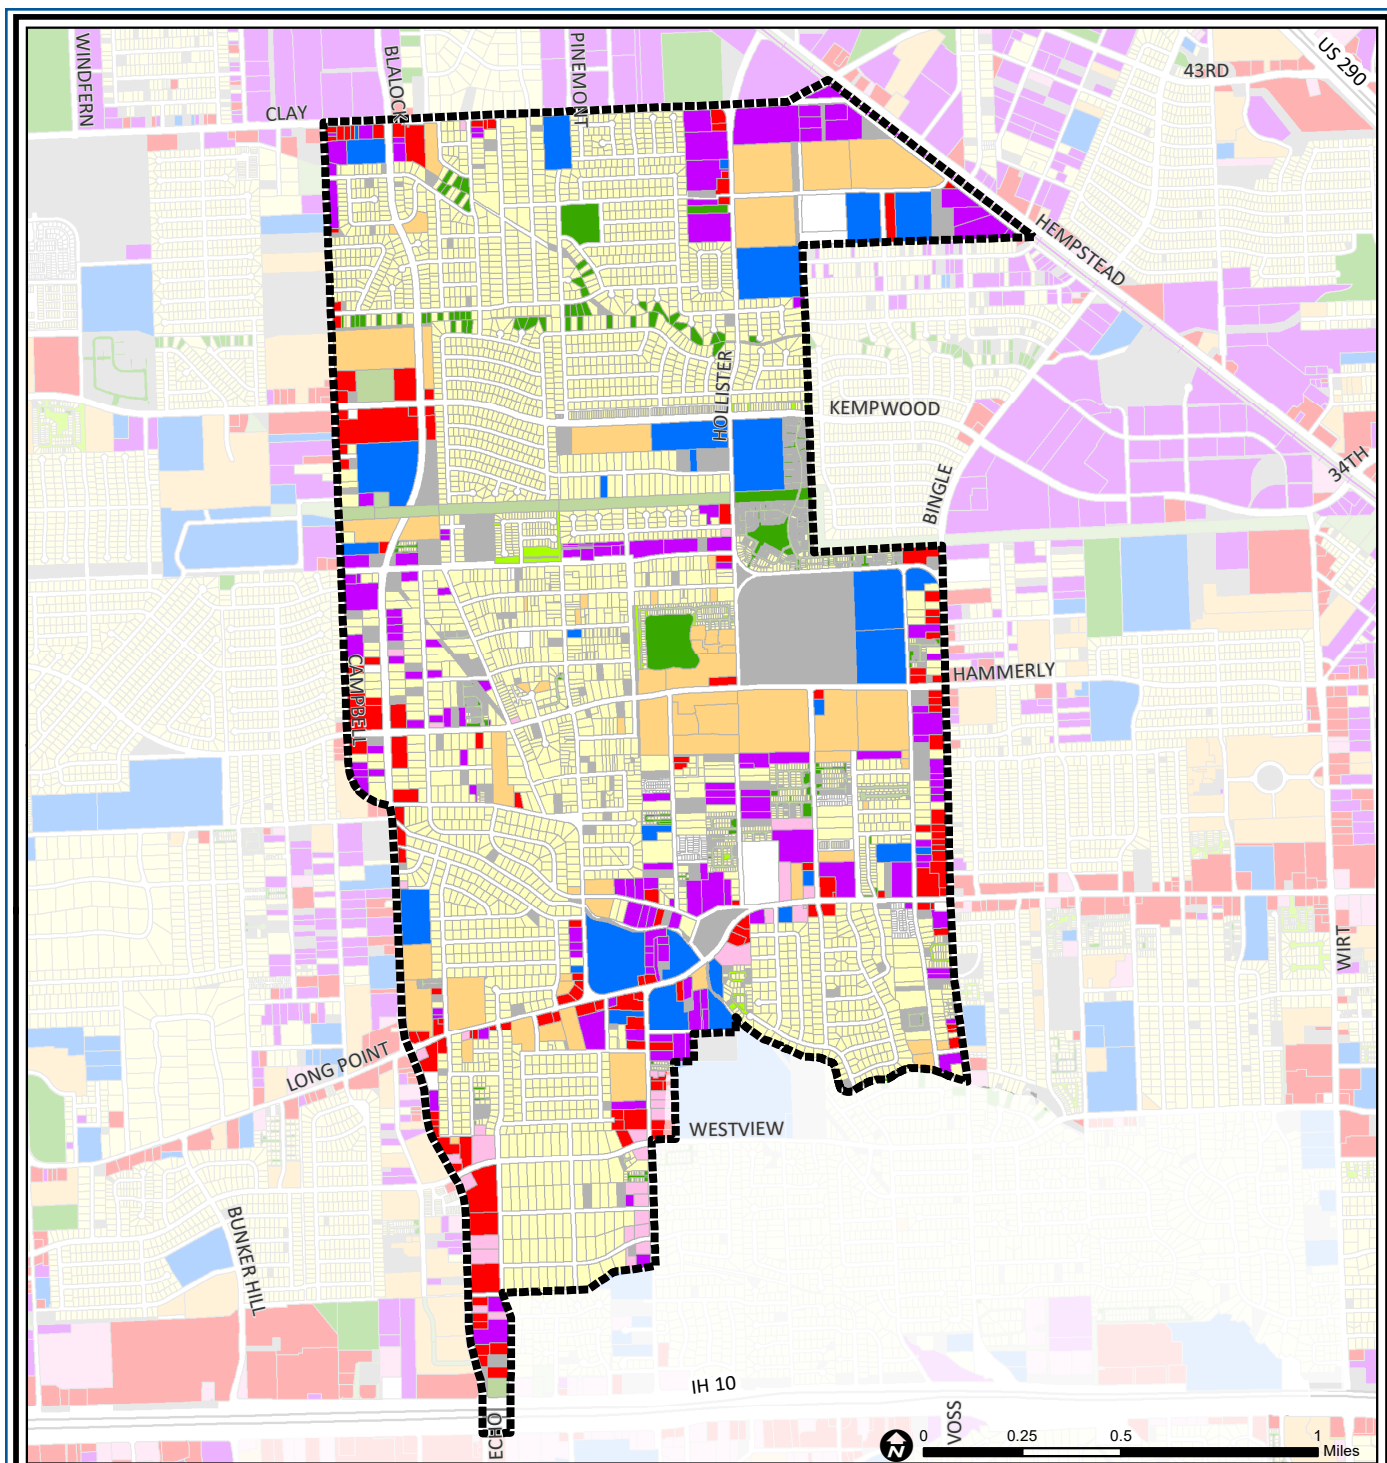 WINDFERN
BLALOCK
PINEMONT
US 290
43RD
CLAY
HEMPSTEAD
HOLLISTER
KEMPWOOD
BINGLE
34TH
CAMPBELL
HAMMERLY
WIRT
LONG POINT
WESTVIEW
BUNKER HILL
IH 10
ECHO
VOSS
N
0 0.25 0.5 1
Miles